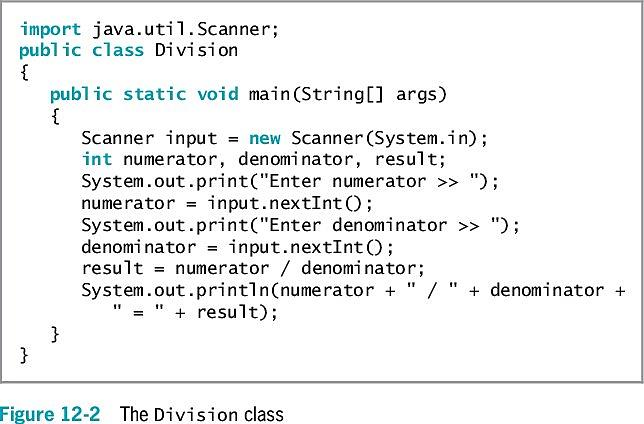 import java.util.Scanner;
public class Division
{
   public static void main(String[] args)
   {
      Scanner input = new Scanner(System.in);
      int numerator, denominator, result;
      System.out.print("Enter numerator >> ");
      numerator = input.nextInt();
      System.out.print("Enter denominator >> ");
      denominator = input.nextInt();
      result = numerator / denominator;
      System.out.println(numerator + " / " + denominator +
         " = " + result);
   }
}
Figure 12-2 The Division class